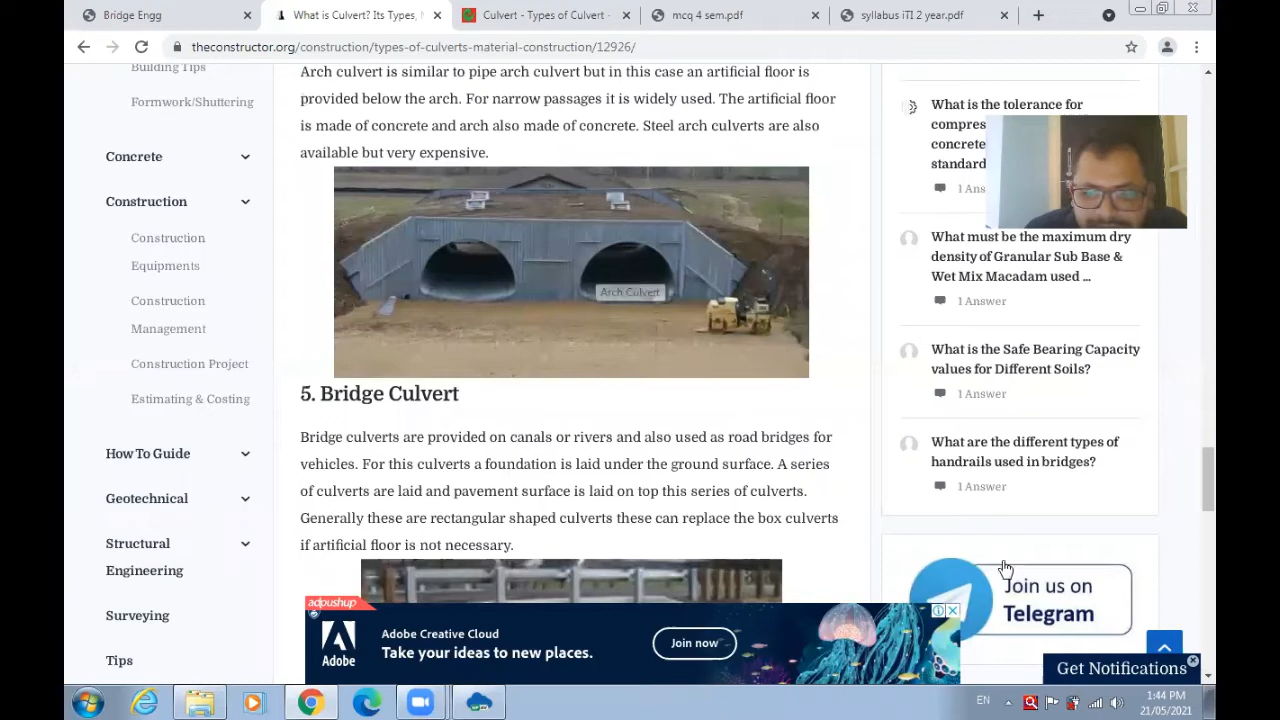 Bridge Engg
What is Culvert? Its Types, M
Culvert - Types of Culvert -
mcq 4 sem.pdf
syllabus iTI 2 year.pdf
theconstructor.org/construction/types-of-culverts-material-construction/12926/
Building Tips
Formwork/Shuttering
Concrete
Construction
Construction
Equipments
Construction
Management
Construction Project
Estimating & Costing
How To Guide
Geotechnical
Structural
Engineering
Surveying
Tips
Arch culvert is similar to pipe arch culvert but in this case an artificial floor is
provided below the arch. For narrow passages it is widely used. The artificial floor
is made of concrete and arch also made of concrete. Steel arch culverts are also
available but very expensive.
Arch Culvert
5. Bridge Culvert
Bridge culverts are provided on canals or rivers and also used as road bridges for
vehicles. For this culverts a foundation is laid under the ground surface. A series
of culverts are laid and pavement surface is laid on top this series of culverts.
Generally these are rectangular shaped culverts these can replace the box culverts
if artificial floor is not necessary.
adpushup
Adobe
Adobe Creative Cloud
Take your ideas to new places.
Join now
What is the tolerance for
compres
concrete
standard
1 Ans
What must be the maximum dry
density of Granular Sub Base &
Wet Mix Macadam used ...
1 Answer
What is the Safe Bearing Capacity
values for Different Soils?
1 Answer
What are the different types of
handrails used in bridges?
1 Answer
Join us on
Telegram
Get Notifications
EN
1:44 PM
21/05/2021